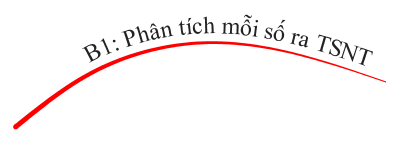 B1: Phân tích mỗi số ra TSNT